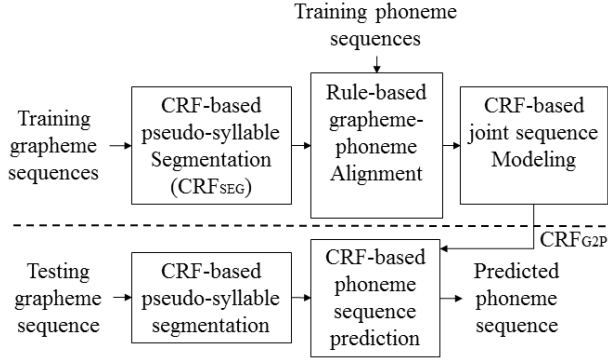 Training phoneme
sequences
Training
grapheme
sequences
CRF-based
pseudo-syllable
Segmentation
(CRFSEG)
Rule-based
grapheme-
phoneme
Alignment
CRF-based
joint sequence
Modeling
CRFG2P
Testing
grapheme
sequence
CRF-based
pseudo-syllable
segmentation
CRF-based
phoneme
sequence
prediction
Predicted
phoneme
sequence